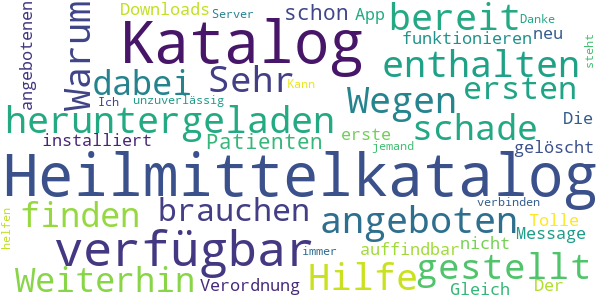 Downloads Server schon App bereit Danke
angebotenen Warum Katalog funktionieren neu steht
dabei Sehr Kann enthalten ersten
Ich unzuverlässig Wegen Die
heruntergeladen schade
installiert Patienten erste jemand gelöscht
Heilmittelkatalog
finden brauchen angeboten verbinden Tolle
helfen verfügbar immer auffindbar nicht Message
Weiterhin Verordnung Hilfe gestellt Gleich Der